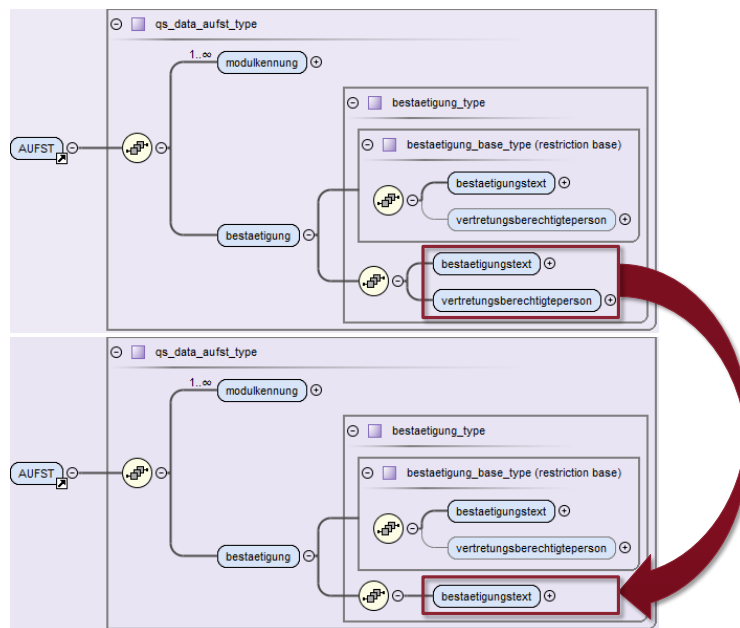 qs_data_aufst_type
1..∞
modulkennung
bestaetigung_type
bestaetigung_base_type (restriction base)
AUFST
bestaetigungstext
vertretungsberechtigteperson
bestaetigung
bestaetigungstext
vertretungsberechtigteperson
qs_data_aufst_type
1..∞
modulkennung
bestaetigung_type
bestaetigung_base_type (restriction base)
AUFST
bestaetigungstext
vertretungsberechtigteperson
bestaetigung
bestaetigungstext